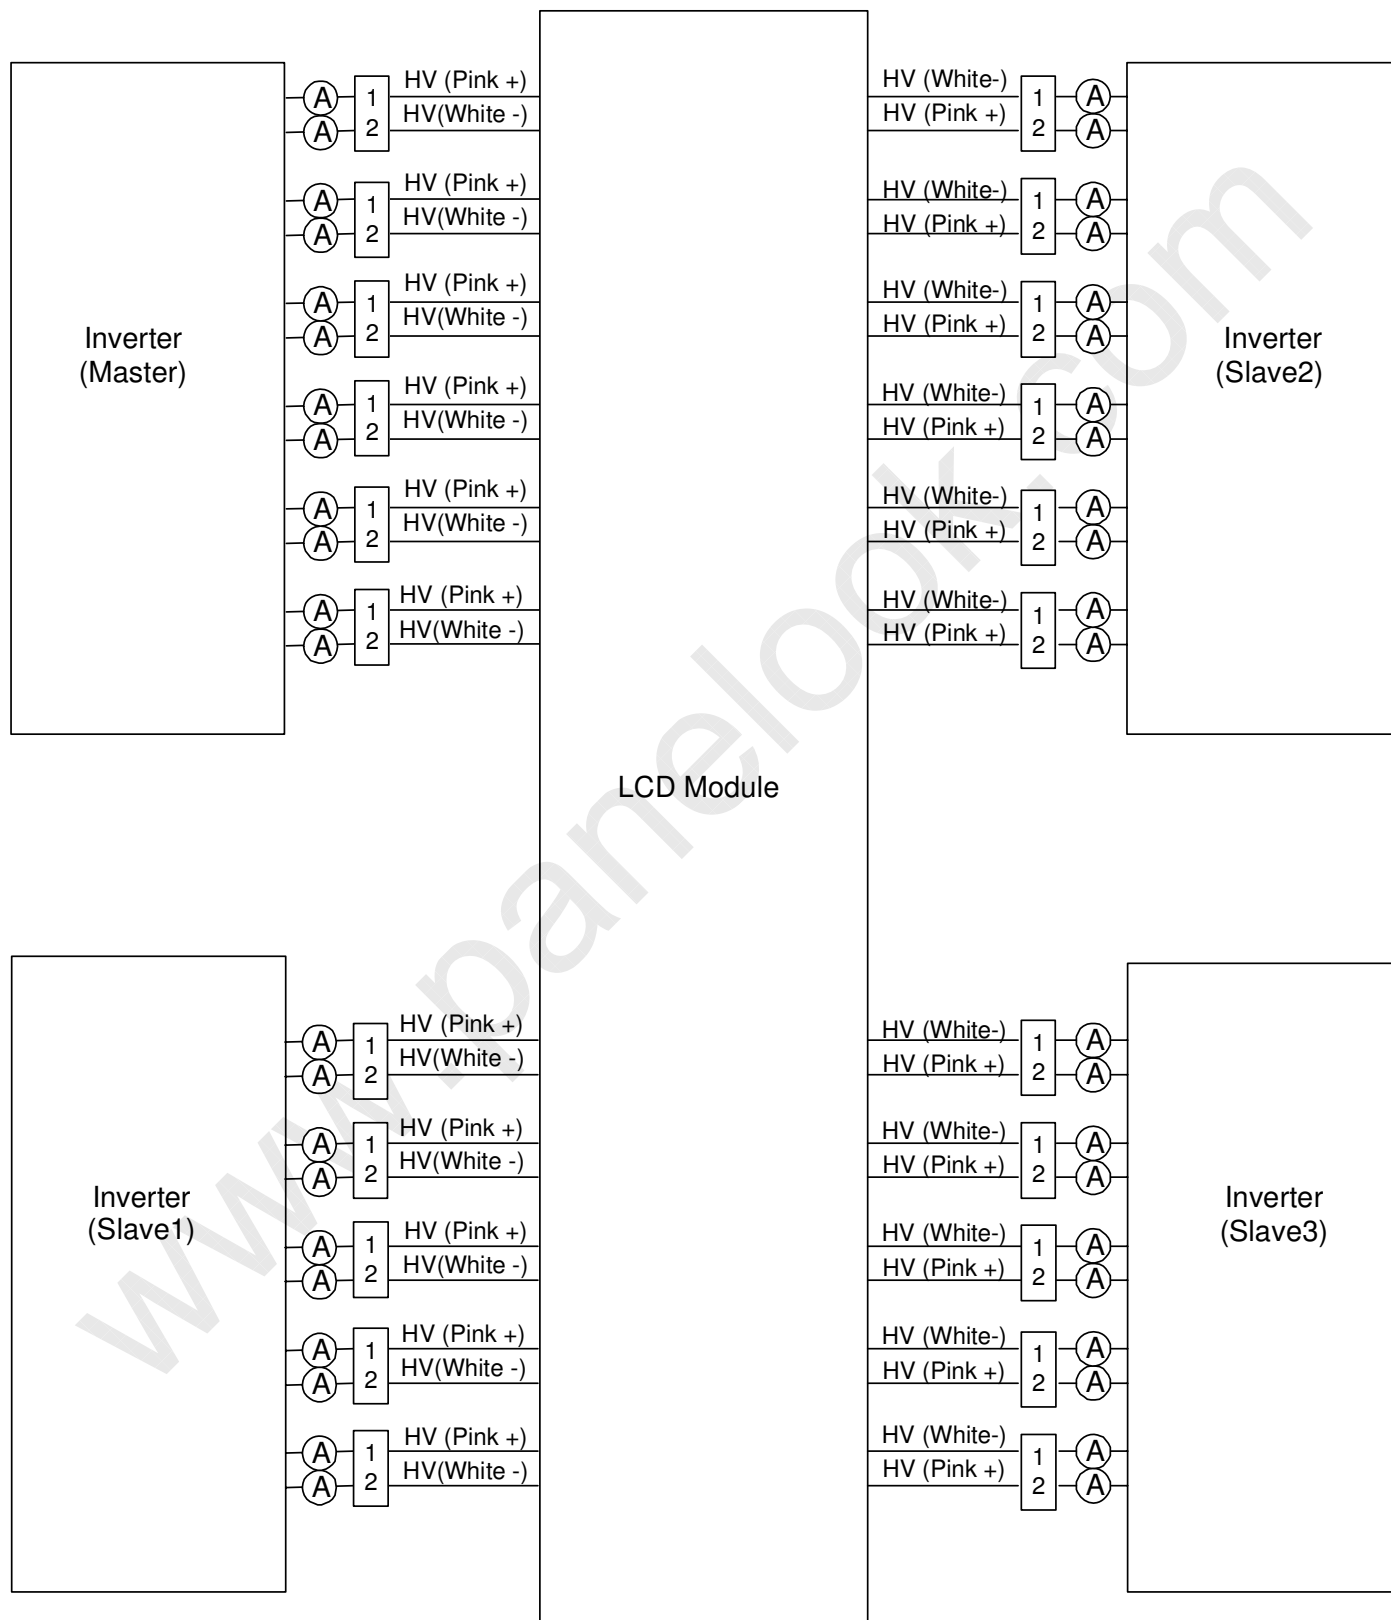 HV (Pink +)
A 1
HV(White -)
A 2
HV (Pink +)
A 1
HV(White -)
A 2
HV (Pink +)
A 1
HV(White -)
A 2
HV (Pink +)
A 1
HV(White -)
A 2
HV (Pink +)
A 1
HV(White -)
A 2
HV (Pink +)
A 1
HV(White -)
A 2
Inverter
(Master)
HV (White-)
1 A
HV (Pink +)
2 A
HV (White-)
1 A
HV (Pink +)
2 A
HV (White-)
1 A
HV (Pink +)
2 A
HV (White-)
1 A
HV (Pink +)
2 A
HV (White-)
1 A
HV (Pink +)
2 A
HV (White-)
1 A
HV (Pink +)
2 A
Inverter
(Slave2)
LCD Module
HV (Pink +)
A 1
HV(White -)
A 2
HV (Pink +)
A 1
HV(White -)
A 2
HV (Pink +)
A 1
HV(White -)
A 2
HV (Pink +)
A 1
HV(White -)
A 2
HV (Pink +)
A 1
HV(White -)
A 2
Inverter
(Slave1)
HV (White-)
1 A
HV (Pink +)
2 A
HV (White-)
1 A
HV (Pink +)
2 A
HV (White-)
1 A
HV (Pink +)
2 A
HV (White-)
1 A
HV (Pink +)
2 A
HV (White-)
1 A
HV (Pink +)
2 A
Inverter
(Slave3)
www.panelook.com